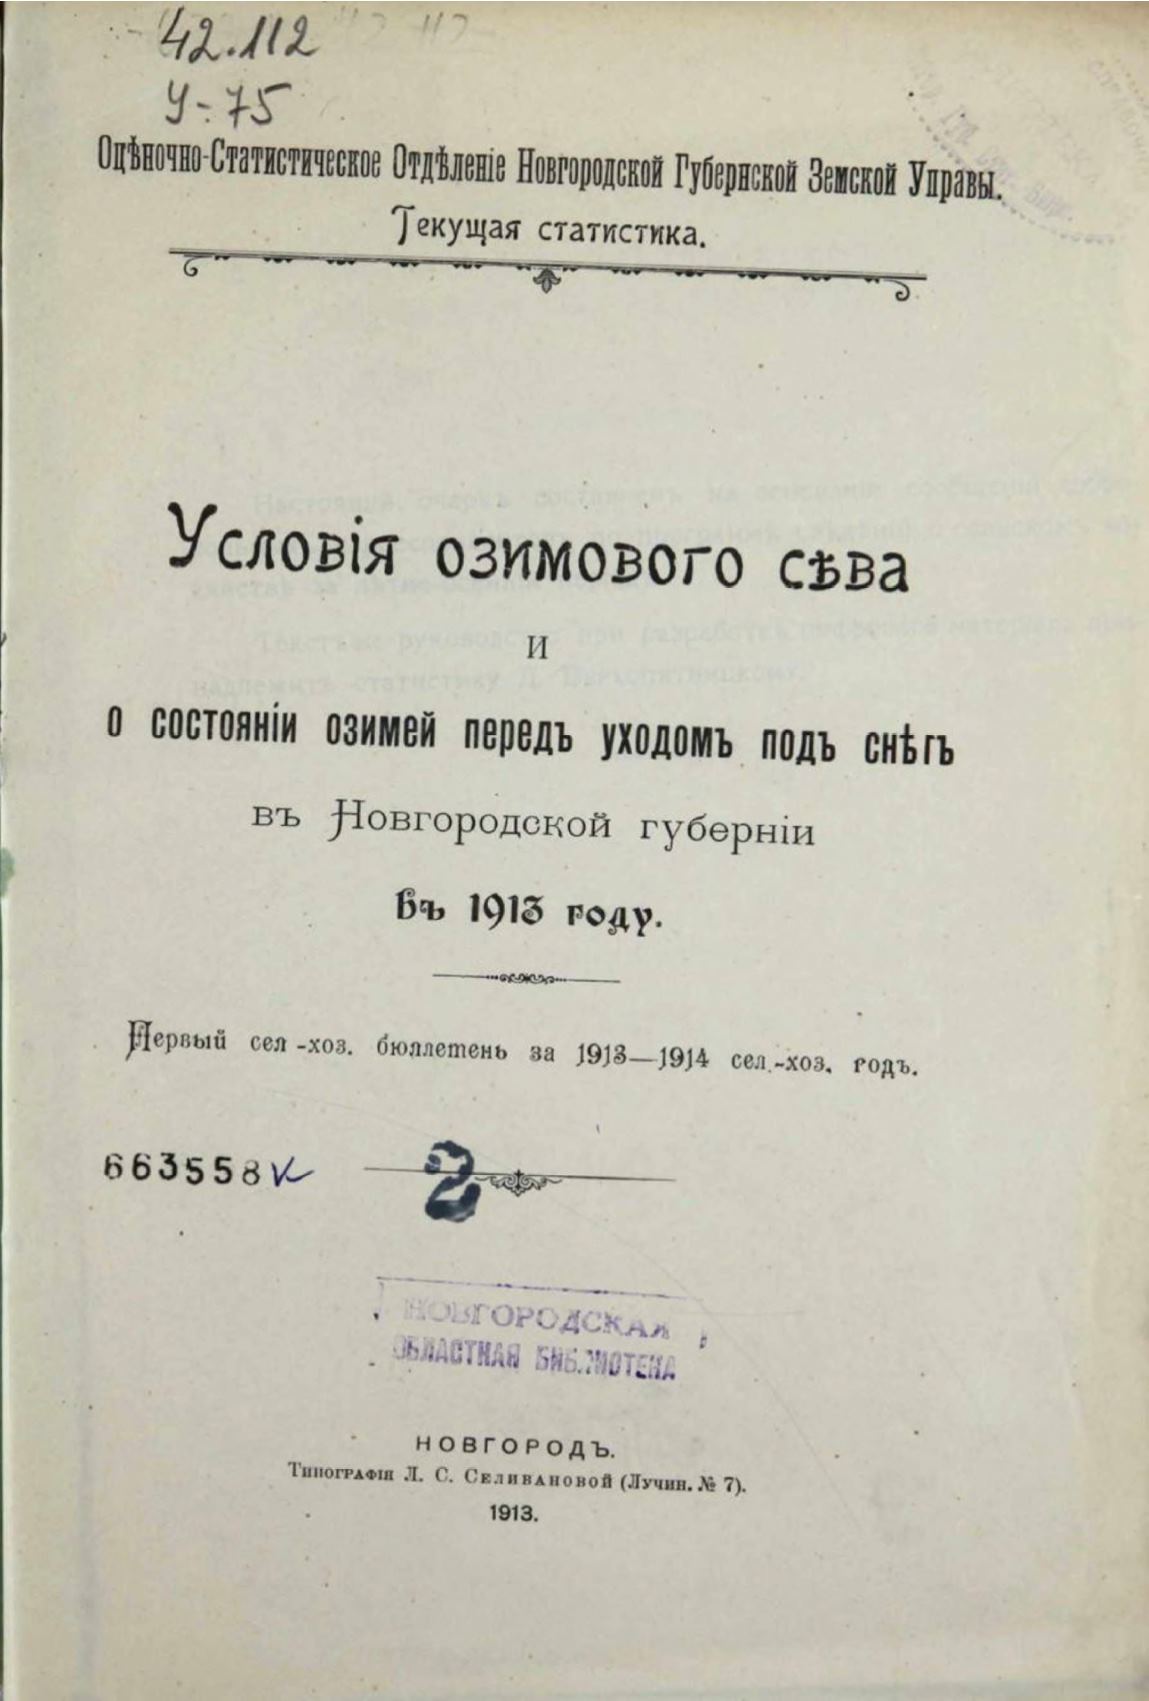 42.112
У-75
Оцѣночно-Статистическое Отдѣленіе Новгородской Губернской Земской Управы.
Текущая статистика.
Условія озимового сѣва
и
о состояніи озимей передъ уходомъ подъ снѣгъ
въ Новгородской губерніи
въ 1913 году.
Первый сел-хоз. бюллетень за 1913—1914 сел.-хоз. годъ.
663558 к
2
НОВГОРОДСКАЯ
ОБЛАСТНАЯ БИБЛИОТЕКА
НОВГОРОДЪ.
Типографія Л. С. Селивановой (Лучин. № 7).
1913.